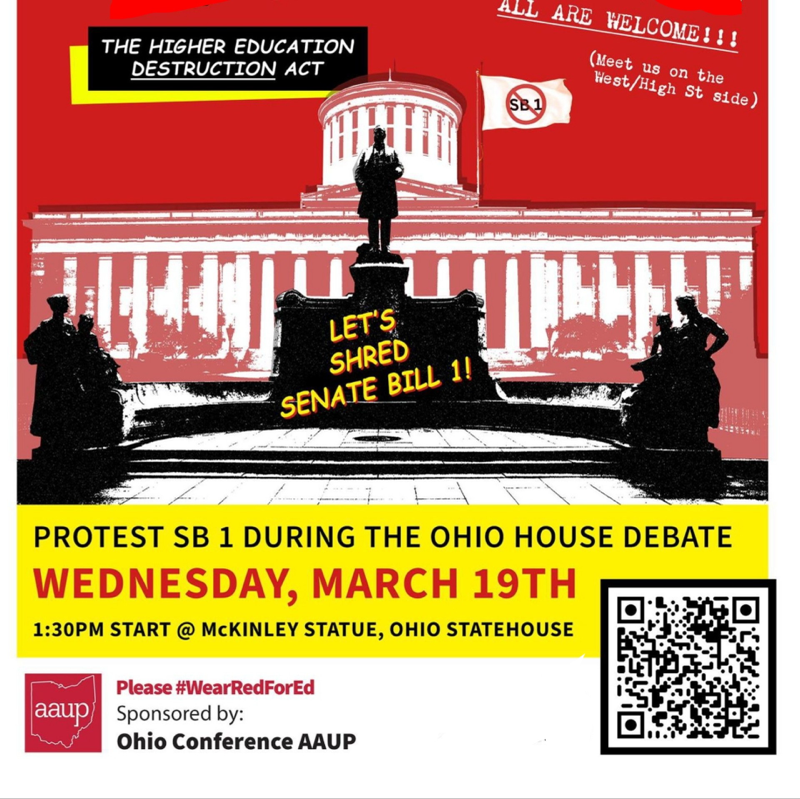 ALL ARE WELCOME!!!
(Meet us on the
West/High St side)
THE HIGHER EDUCATION
DESTRUCTION ACT
SB 1
LET'S
SHRED
SENATE BILL 1!
PROTEST SB 1 DURING THE OHIO HOUSE DEBATE
WEDNESDAY, MARCH 19TH
1:30PM START @ McKINLEY STATUE, OHIO STATEHOUSE
aaup
Please #WearRedForEd
Sponsored by:
Ohio Conference AAUP